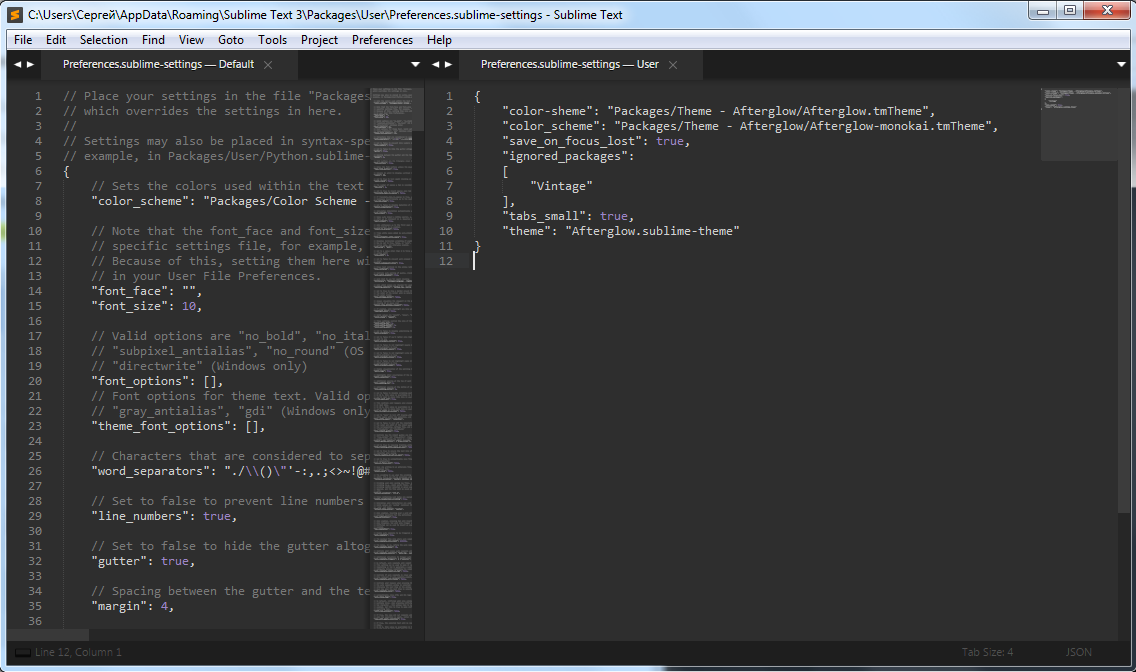 C:\Users\Сергей\AppData\Roaming\Sublime Text 3\Packages\User\Preferences.sublime-settings - Sublime Text
File Edit Selection Find View Goto Tools Project Preferences Help
Preferences.sublime-settings — Default
1 // Place your settings in the file "Packages
2 // which overrides the settings in here.
3 //
4 // Settings may also be placed in syntax-spe
5 // example, in Packages/User/Python.sublime-
6 {
7 // Sets the colors used within the text
8 "color_scheme": "Packages/Color Scheme -
9
10 // Note that the font_face and font_size
11 // specific settings file, for example,
12 // Because of this, setting them here wi
13 // in your User File Preferences.
14 "font_face": "",
15 "font_size": 10,
16
17 // Valid options are "no_bold", "no_ital
18 // "subpixel_antialias", "no_round" (OS
19 // "directwrite" (Windows only)
20 "font_options": [],
21 // Font options for theme text. Valid op
22 // "gray_antialias", "gdi" (Windows only
23 "theme_font_options": [],
24
25 // Characters that are considered to sep
26 "word_separators": "./\\()\"'-:,.;<>~!@#
27
28 // Set to false to prevent line numbers
29 "line_numbers": true,
30
31 // Set to false to hide the gutter altog
32 "gutter": true,
33
34 // Spacing between the gutter and the te
35 "margin": 4,
36
Preferences.sublime-settings — User
1 {
2 "color-sheme": "Packages/Theme - Afterglow/Afterglow.tmTheme",
3 "color_scheme": "Packages/Theme - Afterglow/Afterglow-monokai.tmTheme",
4 "save_on_focus_lost": true,
5 "ignored_packages":
6 [
7 "Vintage"
8 ],
9 "tabs_small": true,
10 "theme": "Afterglow.sublime-theme"
11 }
12
Line 12, Column 1
Tab Size: 4
JSON